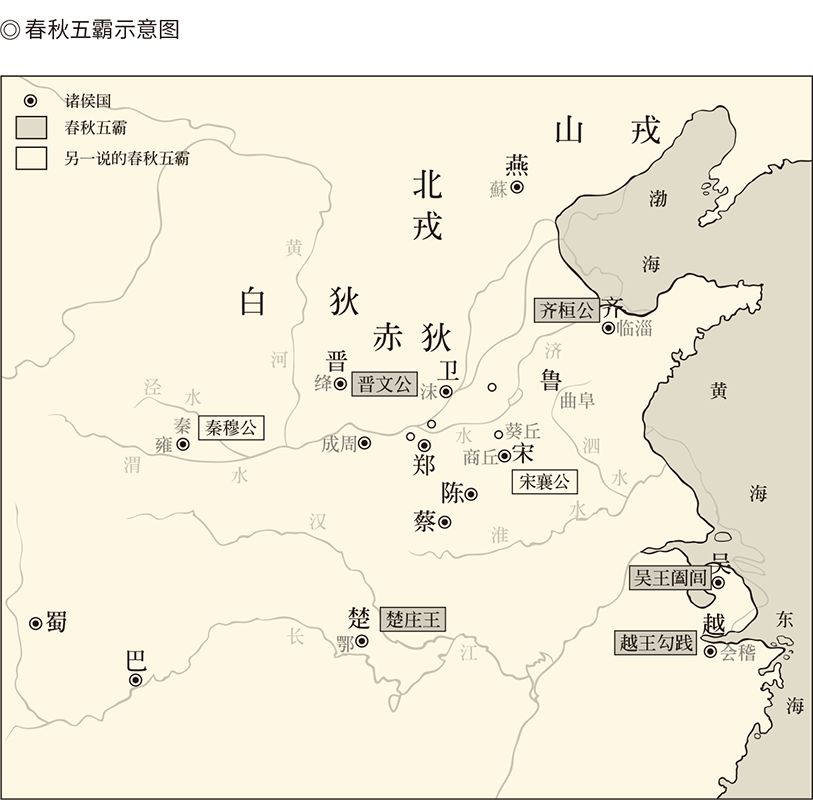 ◎ 春秋五霸示意图
诸侯国
春秋五霸
另一说的春秋五霸
山 戎
燕
蘇
北
戎
渤
海
黄
河
白 狄
赤 狄
齐桓公
齐
临淄
济
晋
绛
晋文公
卫
沫
鲁
曲阜
黄
海
泾
水
秦
雍
秦穆公
渭
水
成周
郑
水
葵丘
商丘
宋
宋襄公
泗
水
陈
蔡
淮
水
汉
吴
吴王阖闾
蜀
楚
鄂
楚庄王
越
越王勾践
会稽
东
海
巴
长
江